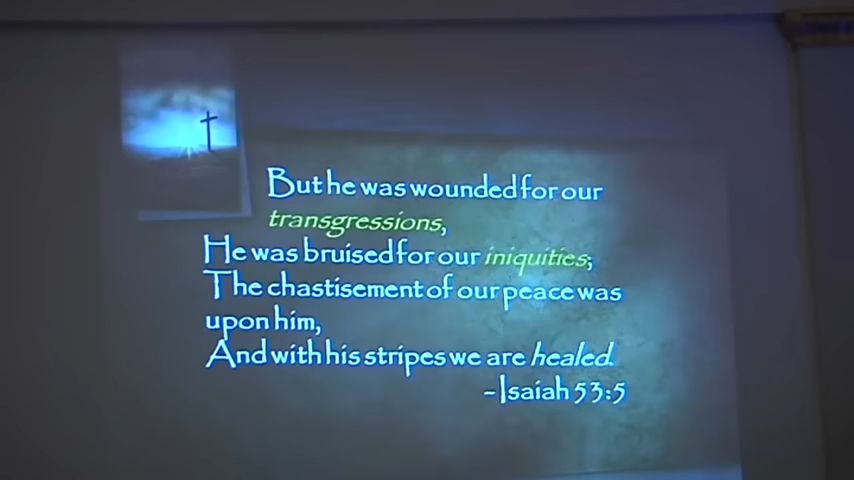 But he was wounded for our
transgressions,
He was bruised for our iniquities;
The chastisement of our peace was
upon him,
And with his stripes we are healed.
-Isaiah 53:5